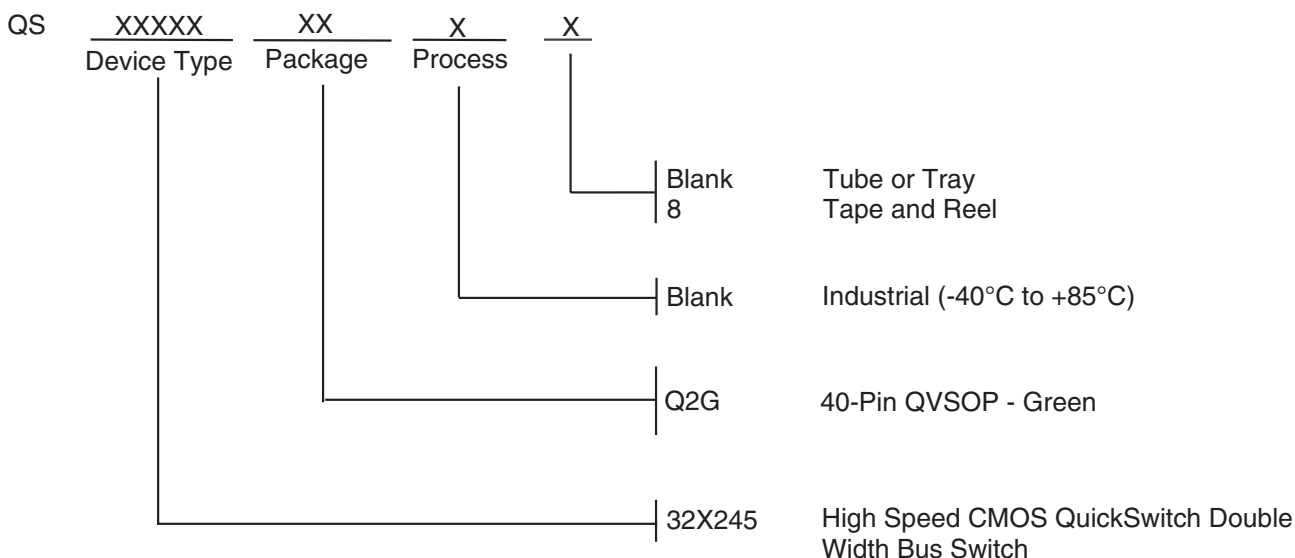 QS XXXXX XX X X
Device Type Package Process
Blank Tube or Tray
8 Tape and Reel
Blank Industrial (-40°C to +85°C)
Q2G 40-Pin QVSOP - Green
32X245 High Speed CMOS QuickSwitch Double
Width Bus Switch